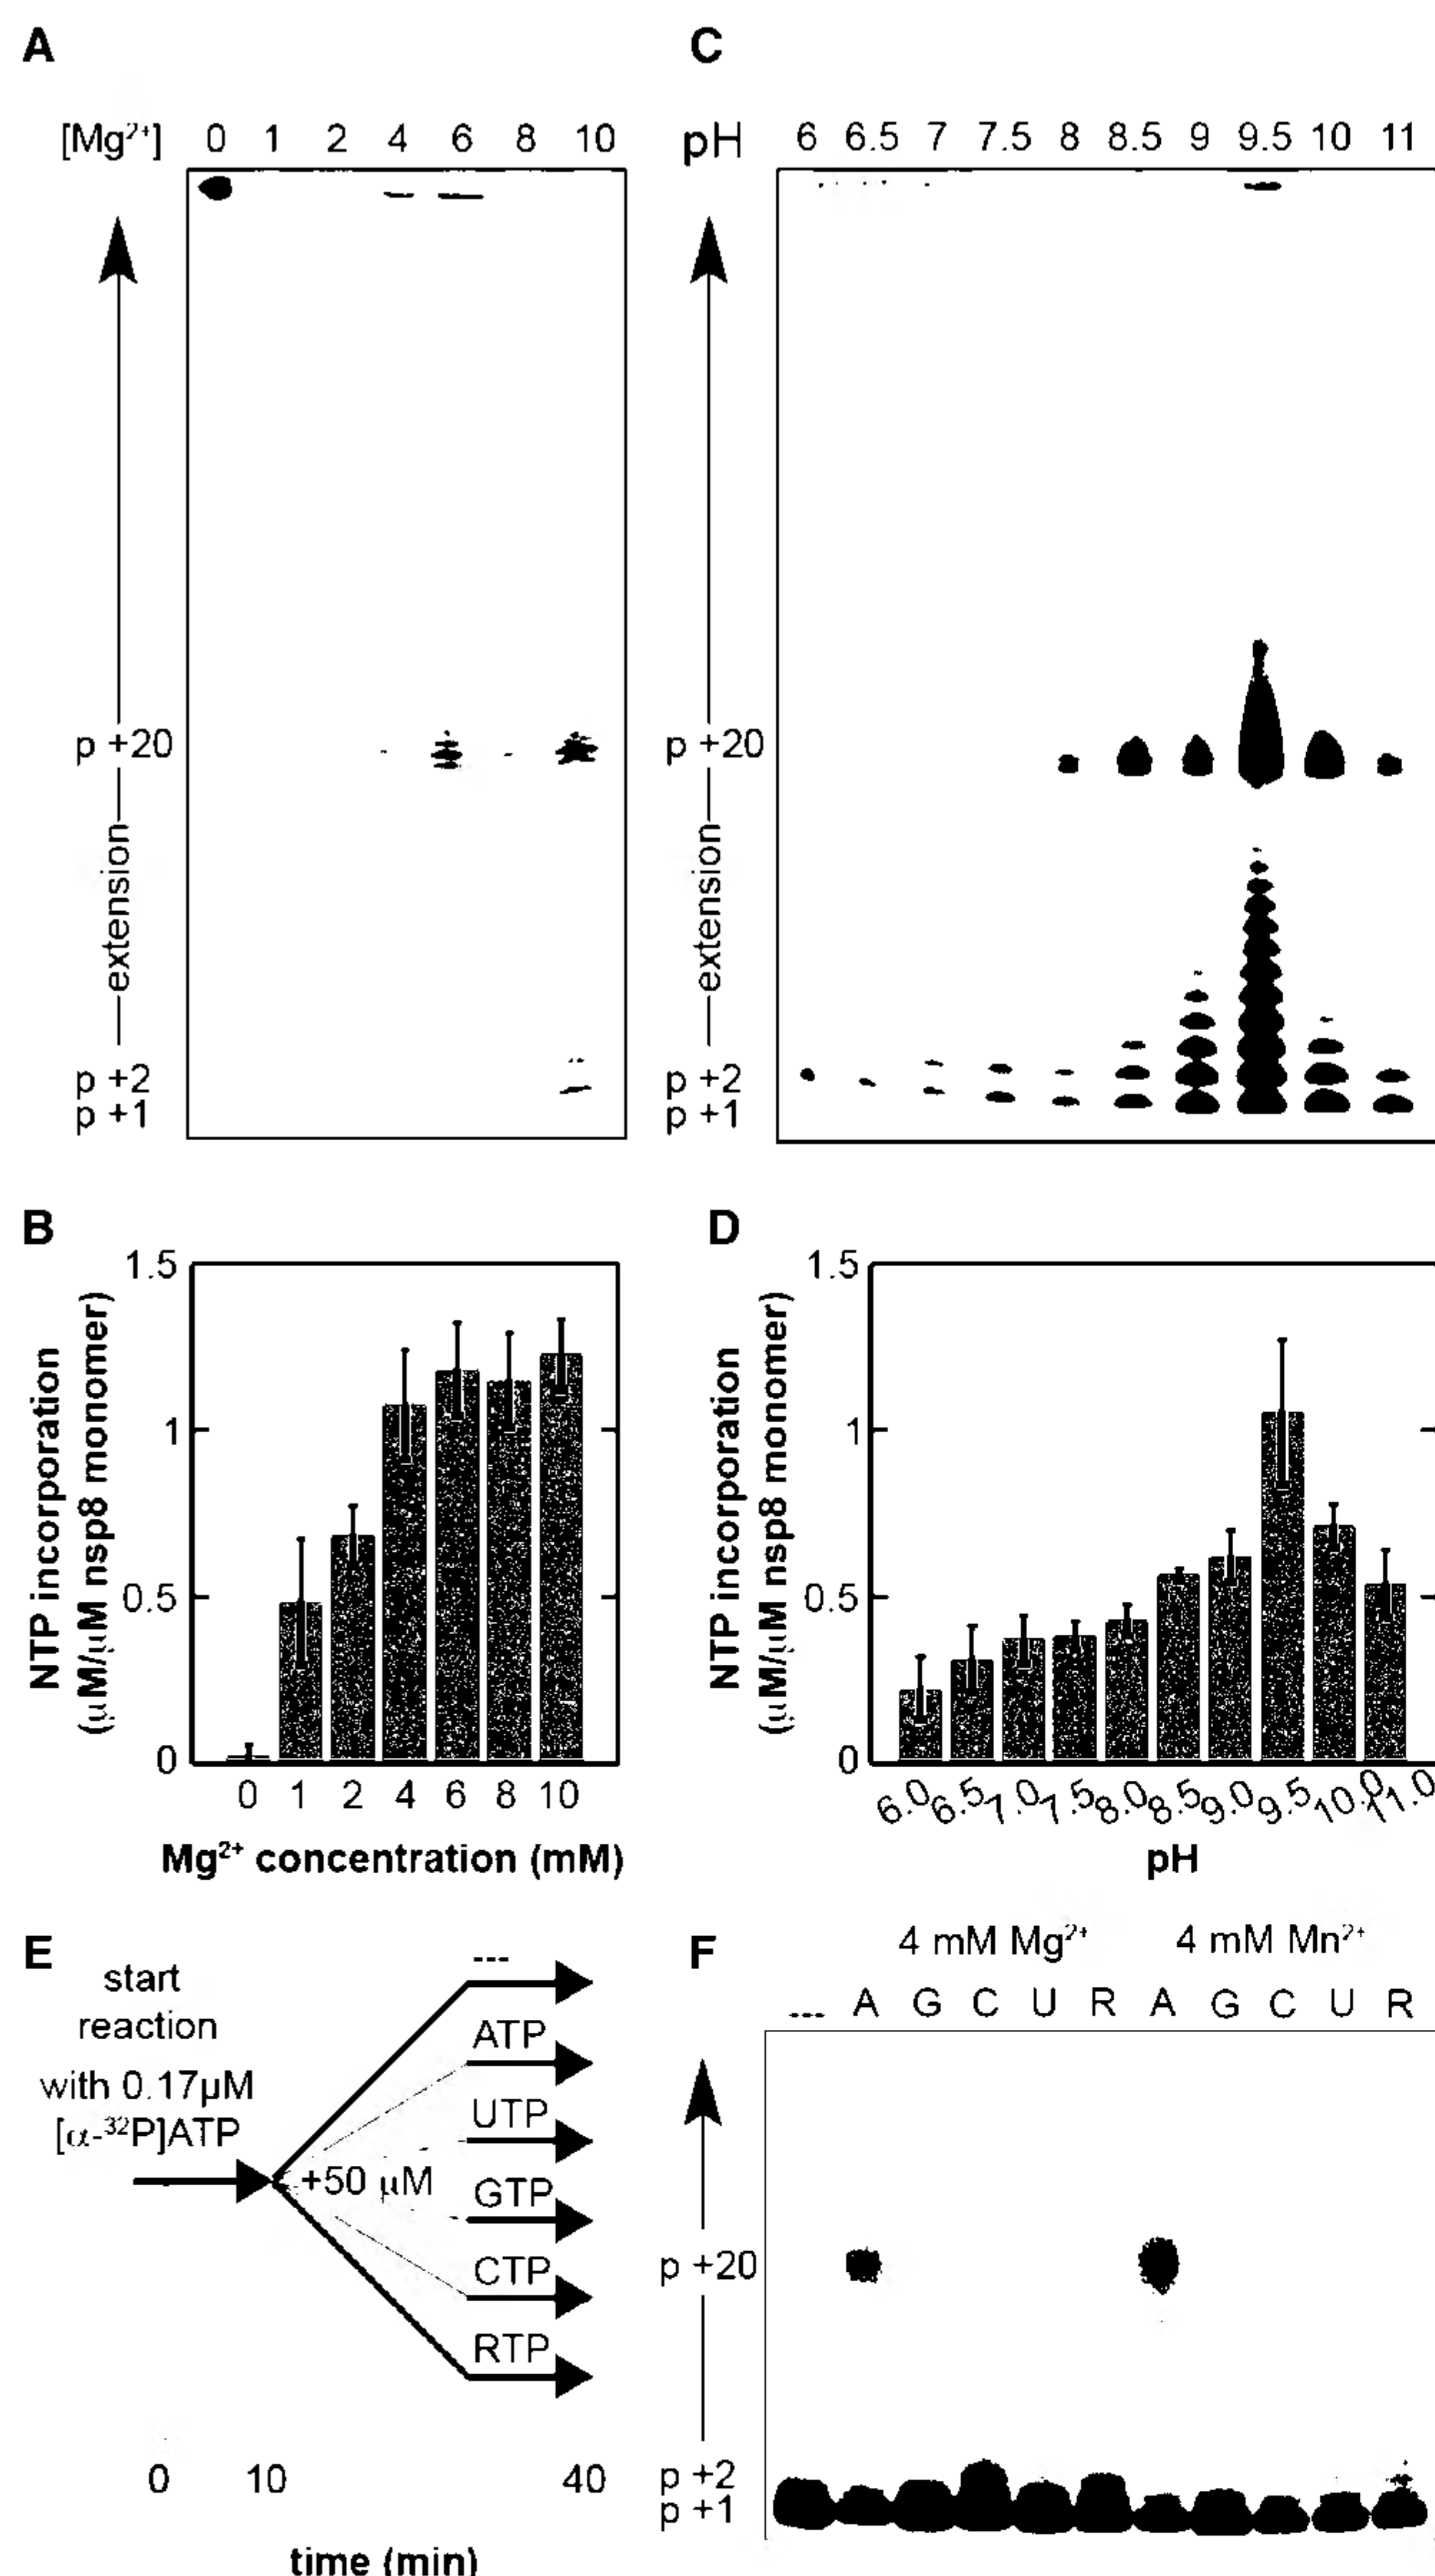 A
[Mg²⁺] 0 1 2 4 6 8 10
p +20
extension
p +2
p +1
C
pH 6 6.5 7 7.5 8 8.5 9 9.5 10 11
p +20
extension
p +2
p +1
B
NTP incorporation
(μM/μM nsp8 monomer)
1.5
1
0.5
0
0 1 2 4 6 8 10
Mg²⁺ concentration (mM)
D
NTP incorporation
(μM/μM nsp8 monomer)
1.5
1
0.5
0
6.0 6.5 7.0 7.5 8.0 8.5 9.0 9.5 10.0 11.0
pH
E
start
reaction
with 0.17μM
[α-³²P]ATP
+50 μM
---
ATP
UTP
GTP
CTP
RTP
0 10 40
time (min)
F
4 mM Mg²⁺ 4 mM Mn²⁺
--- A G C U R A G C U R
p +20
p +2
p +1